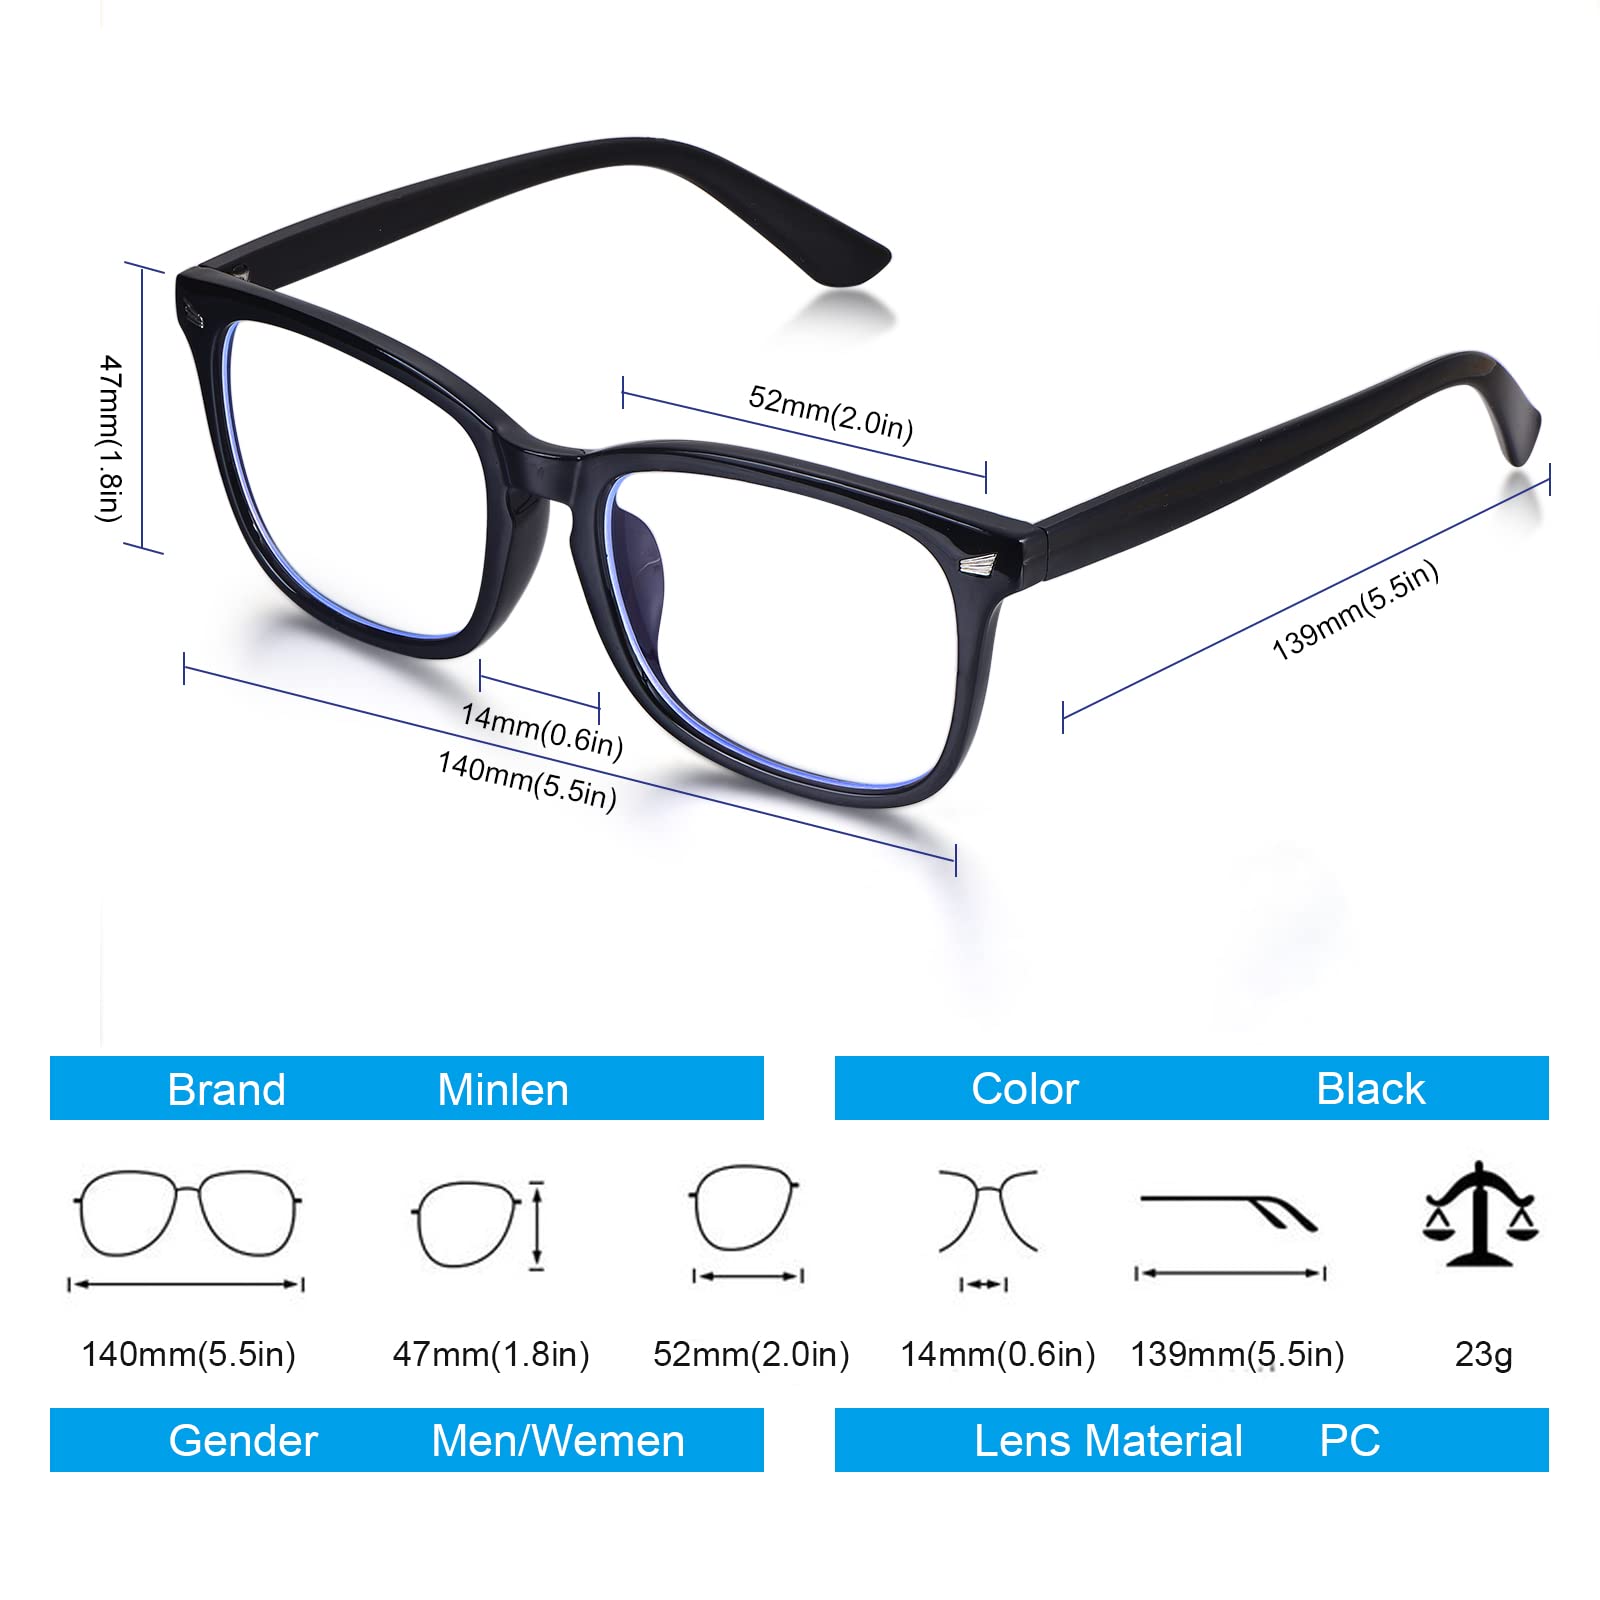 47mm(1.8in)
52mm(2.0in)
139mm(5.5in)
14mm(0.6in)
140mm(5.5in)
Brand Minlen
Color Black
140mm(5.5in) 47mm(1.8in) 52mm(2.0in) 14mm(0.6in) 139mm(5.5in) 23g
Gender Men/Wemen
Lens Material PC